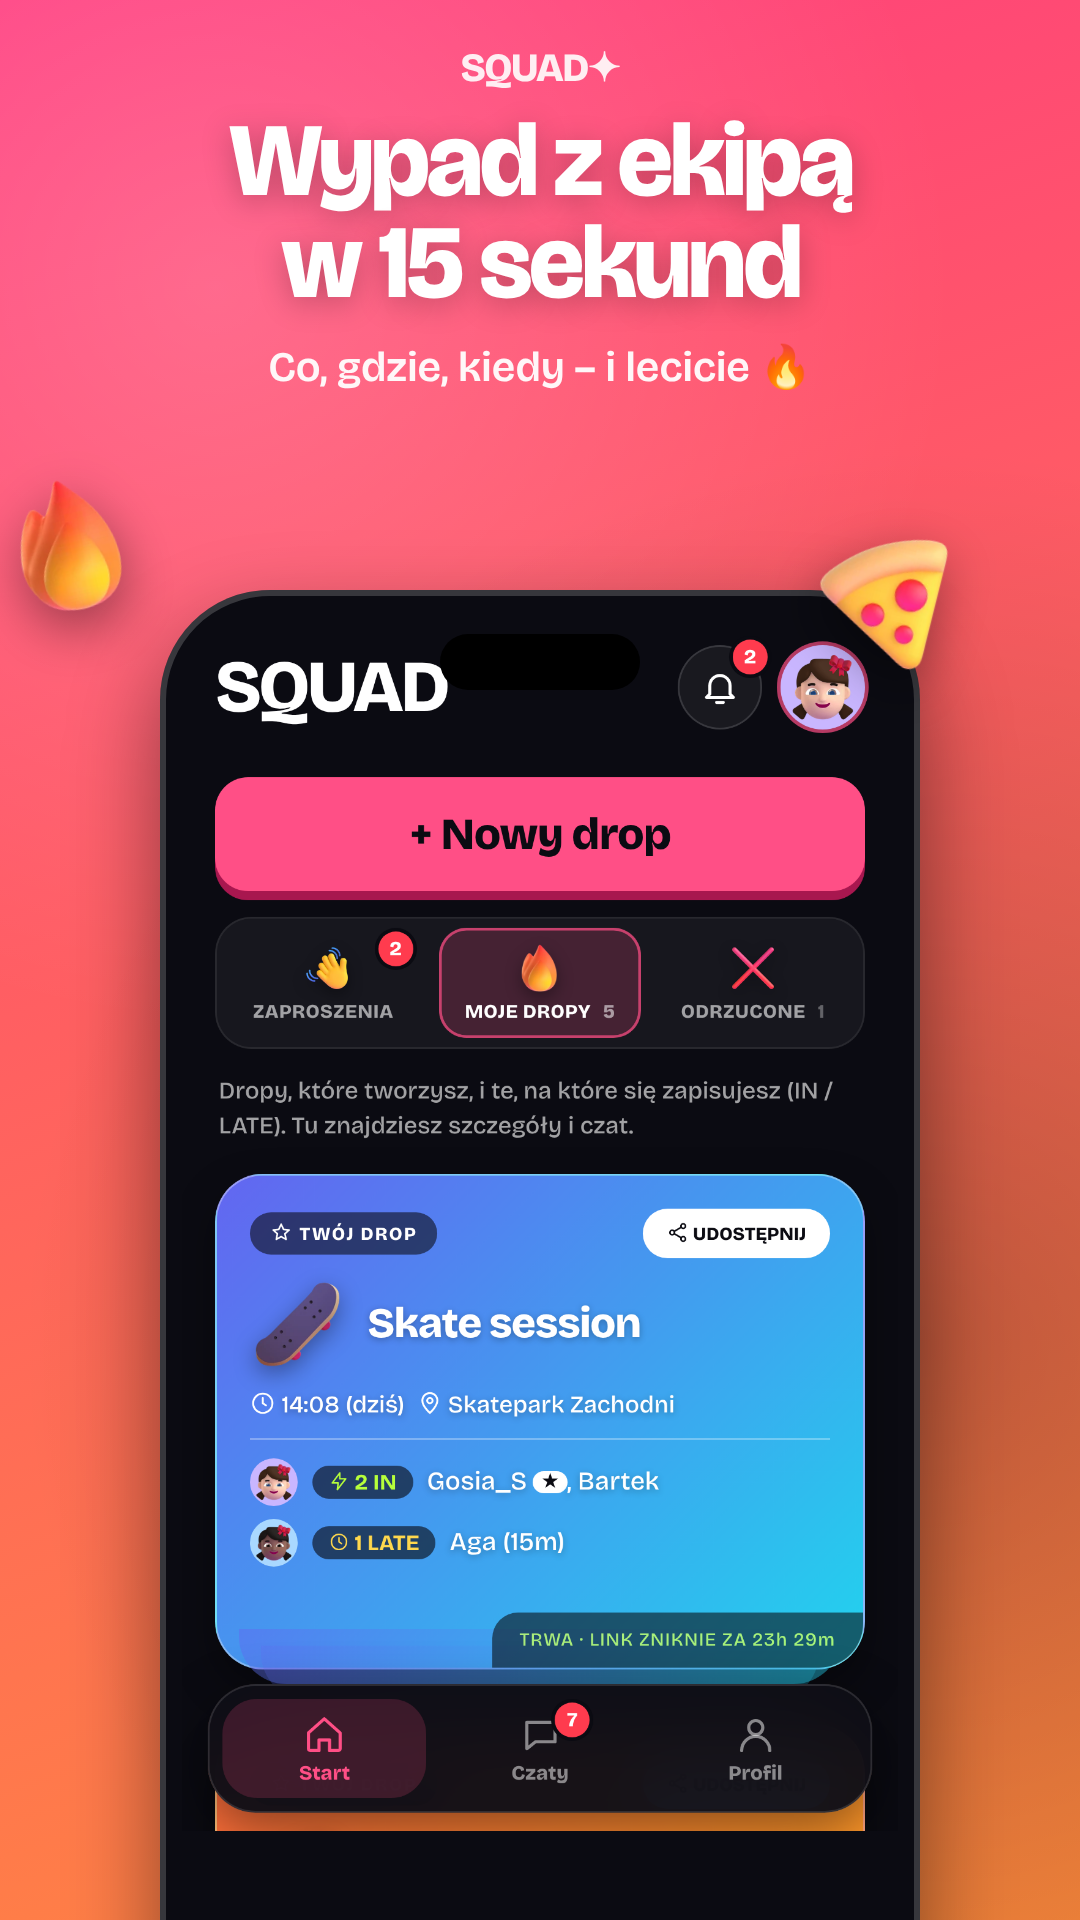 SQUAD
Wypad z ekipą
w 15 sekund
Co, gdzie, kiedy – i lecicie 🔥
SQUAD
2
+ Nowy drop
2
ZAPROSZENIA
MOJE DROPY 5
ODRZUCONE 1
Dropy, które tworzysz, i te, na które się zapisujesz (IN /
LATE). Tu znajdziesz szczegóły i czat.
TWÓJ DROP
UDOSTĘPNIJ
Skate session
14:08 (dziś) Skatepark Zachodni
2 IN Gosia_S ★, Bartek
1 LATE Aga (15m)
TRWA · LINK ZNIKNIE ZA 23h 29m
7
Start
Czaty
Profil